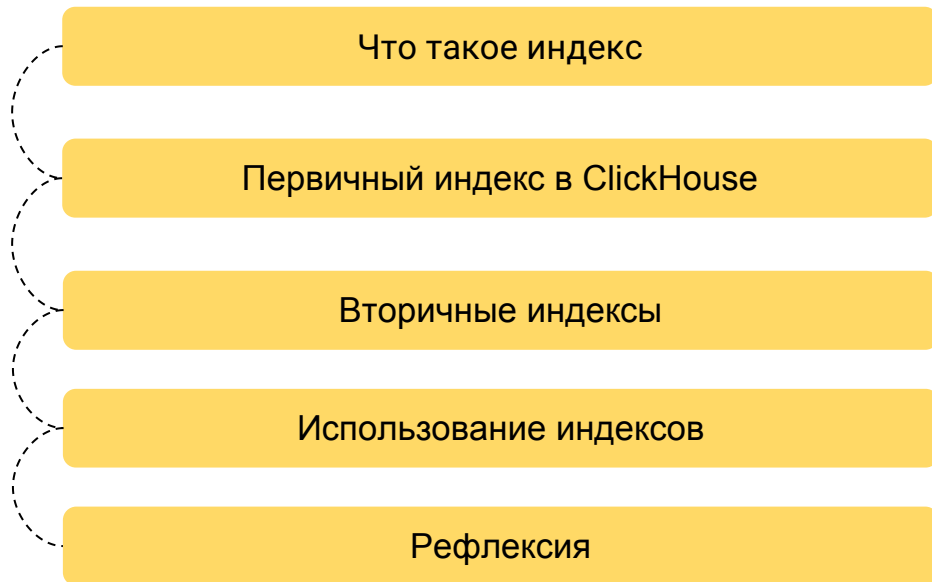 Что такое индекс
Первичный индекс в ClickHouse
Вторичные индексы
Использование индексов
Рефлексия